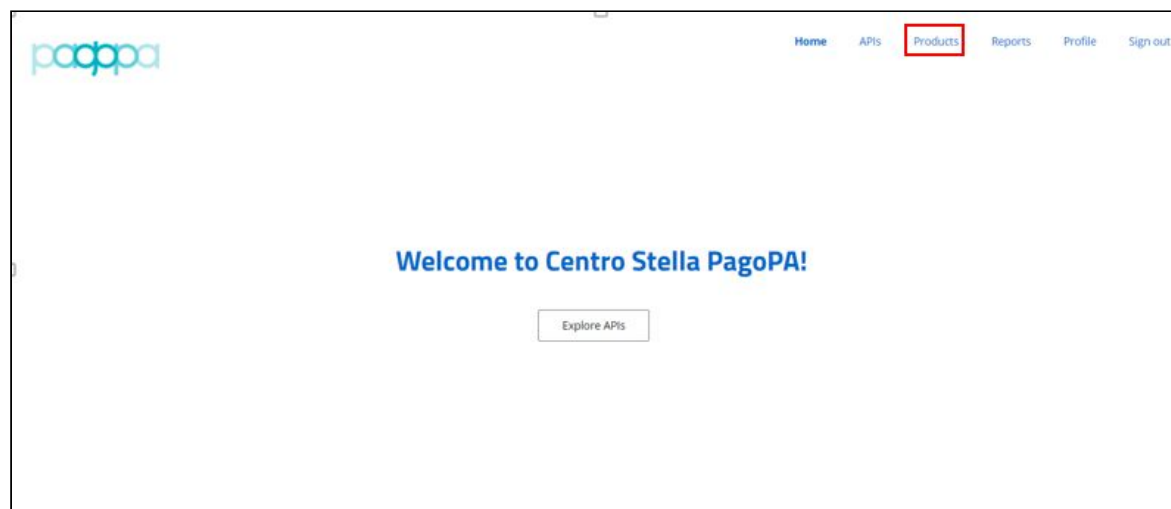 pagopa
Home APIs Products Reports Profile Sign out
Welcome to Centro Stella PagoPA!
Explore APIs